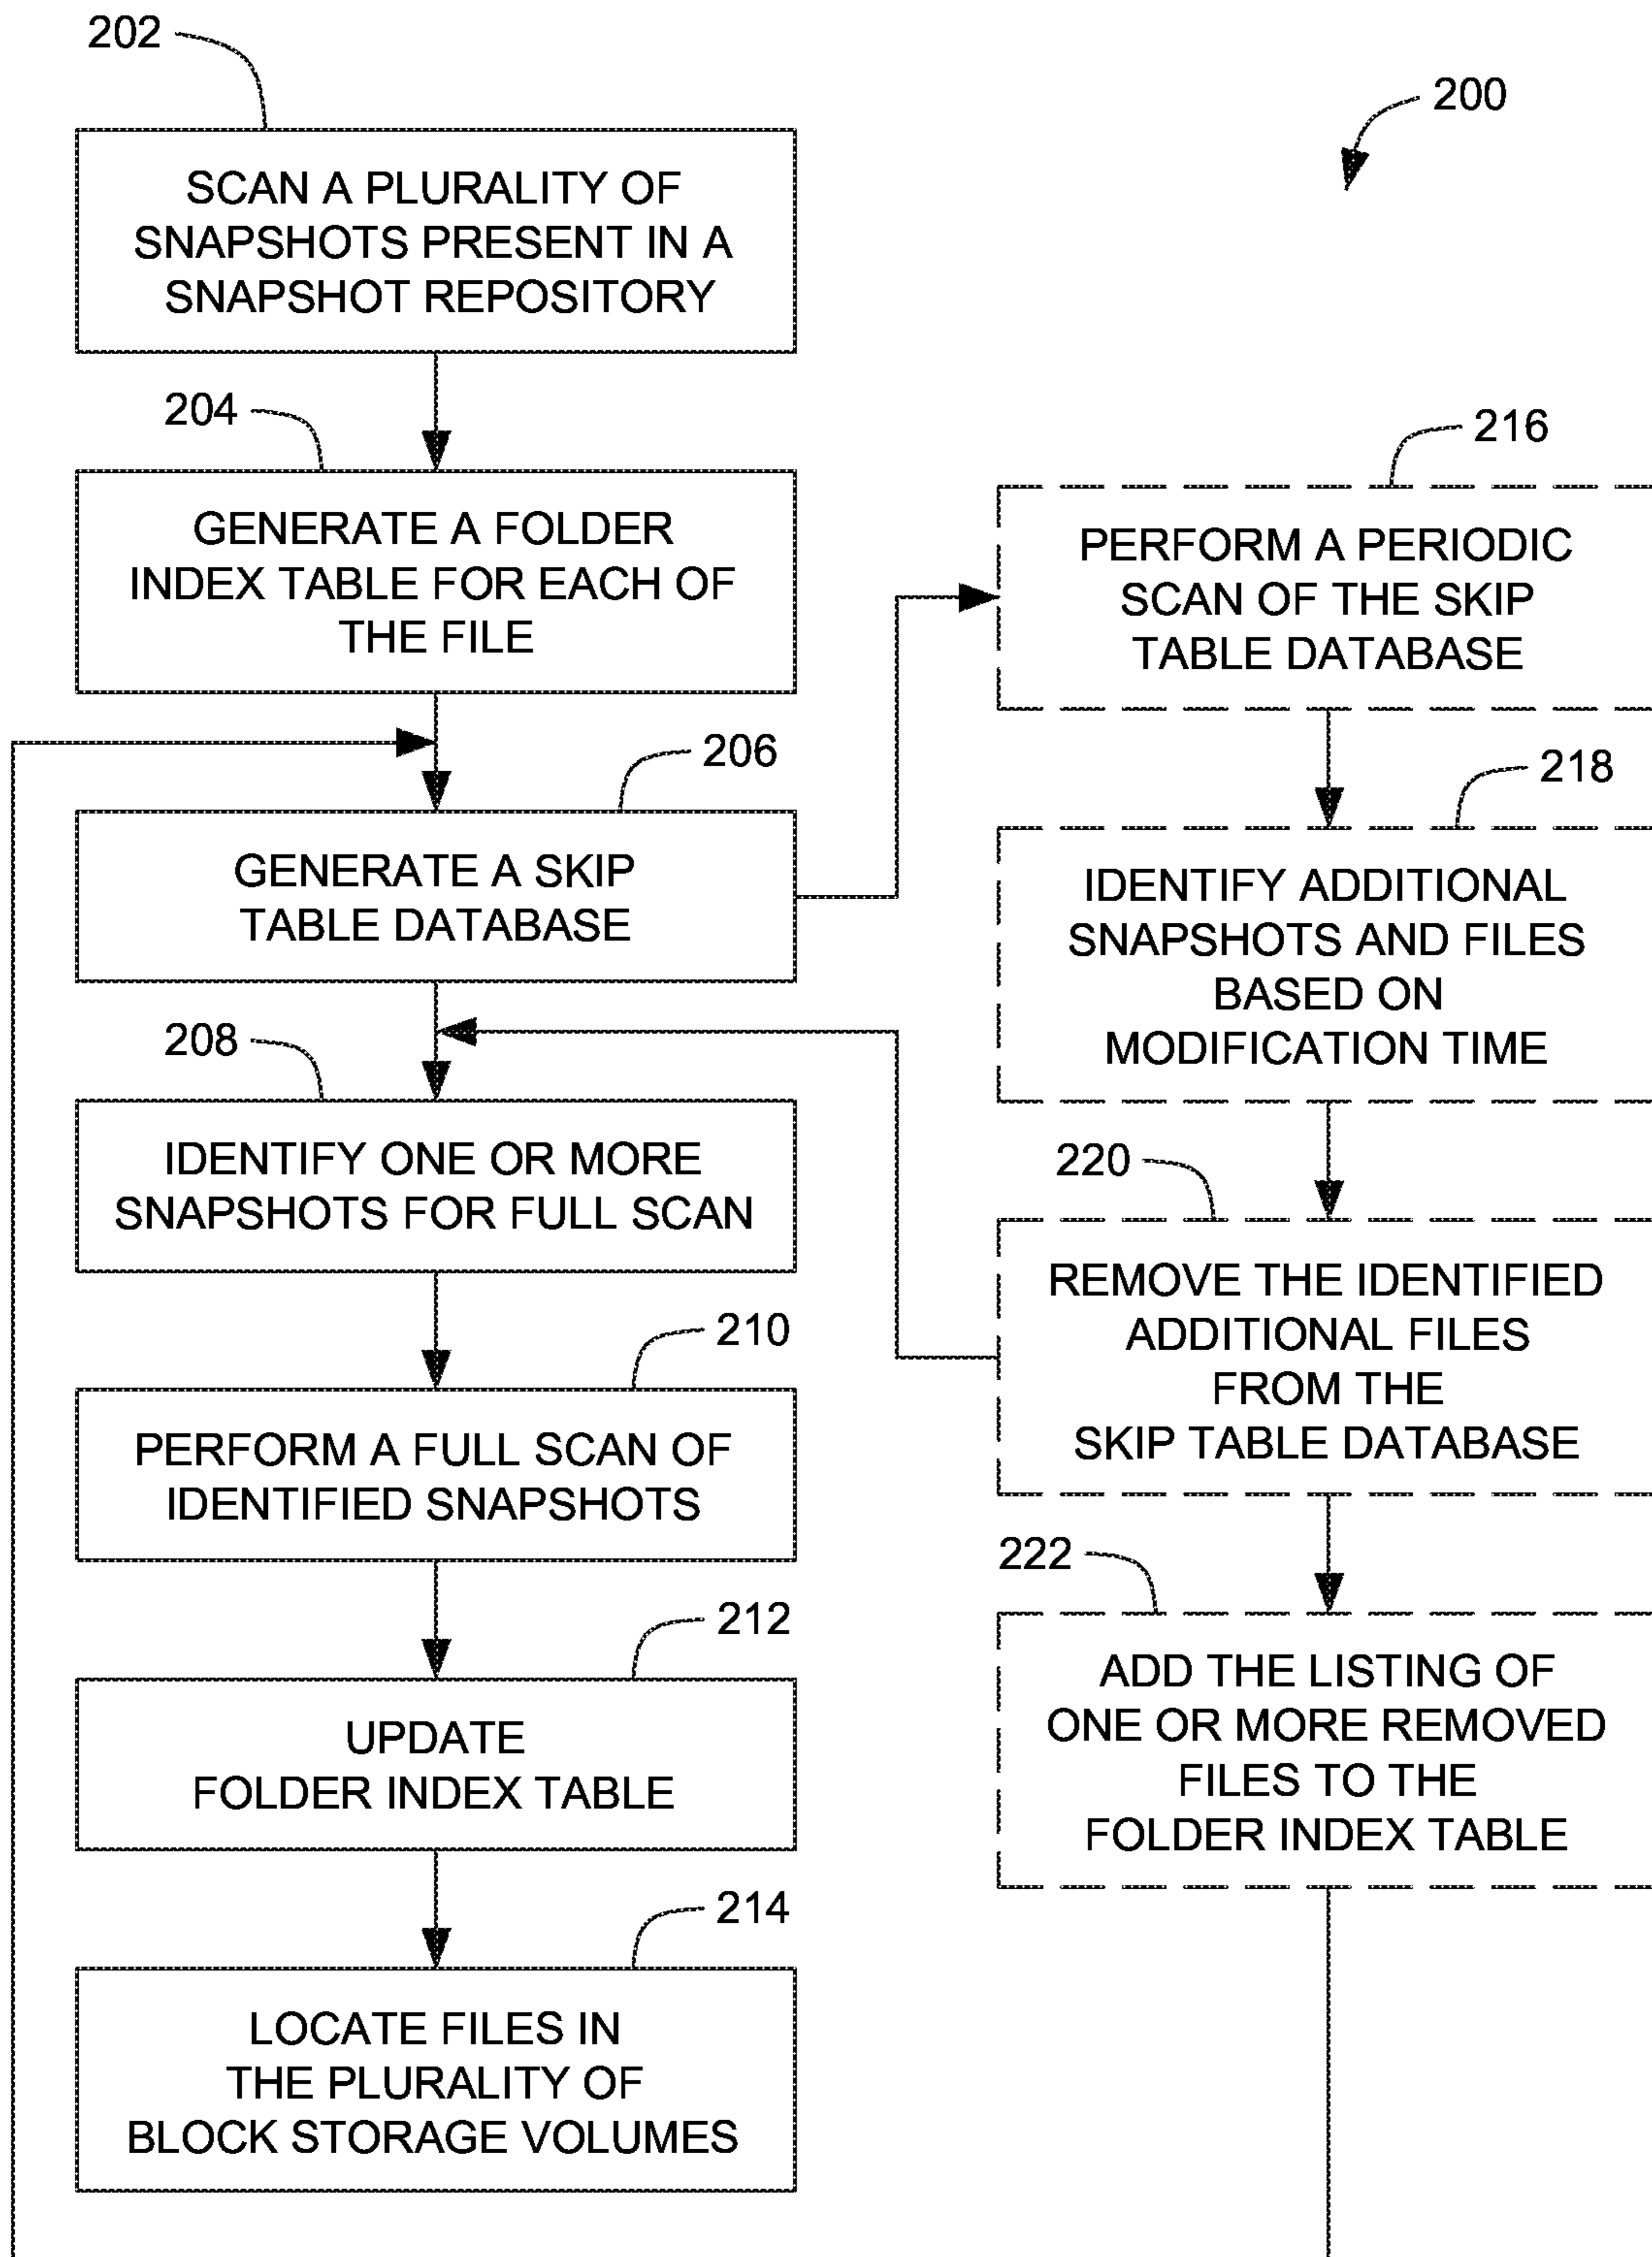 202
200
SCAN A PLURALITY OF
SNAPSHOTS PRESENT IN A
SNAPSHOT REPOSITORY
204
GENERATE A FOLDER
INDEX TABLE FOR EACH OF
THE FILE
206
GENERATE A SKIP
TABLE DATABASE
208
IDENTIFY ONE OR MORE
SNAPSHOTS FOR FULL SCAN
210
PERFORM A FULL SCAN OF
IDENTIFIED SNAPSHOTS
212
UPDATE
FOLDER INDEX TABLE
214
LOCATE FILES IN
THE PLURALITY OF
BLOCK STORAGE VOLUMES
216
PERFORM A PERIODIC
SCAN OF THE SKIP
TABLE DATABASE
218
IDENTIFY ADDITIONAL
SNAPSHOTS AND FILES
BASED ON
MODIFICATION TIME
220
REMOVE THE IDENTIFIED
ADDITIONAL FILES
FROM THE
SKIP TABLE DATABASE
222
ADD THE LISTING OF
ONE OR MORE REMOVED
FILES TO THE
FOLDER INDEX TABLE